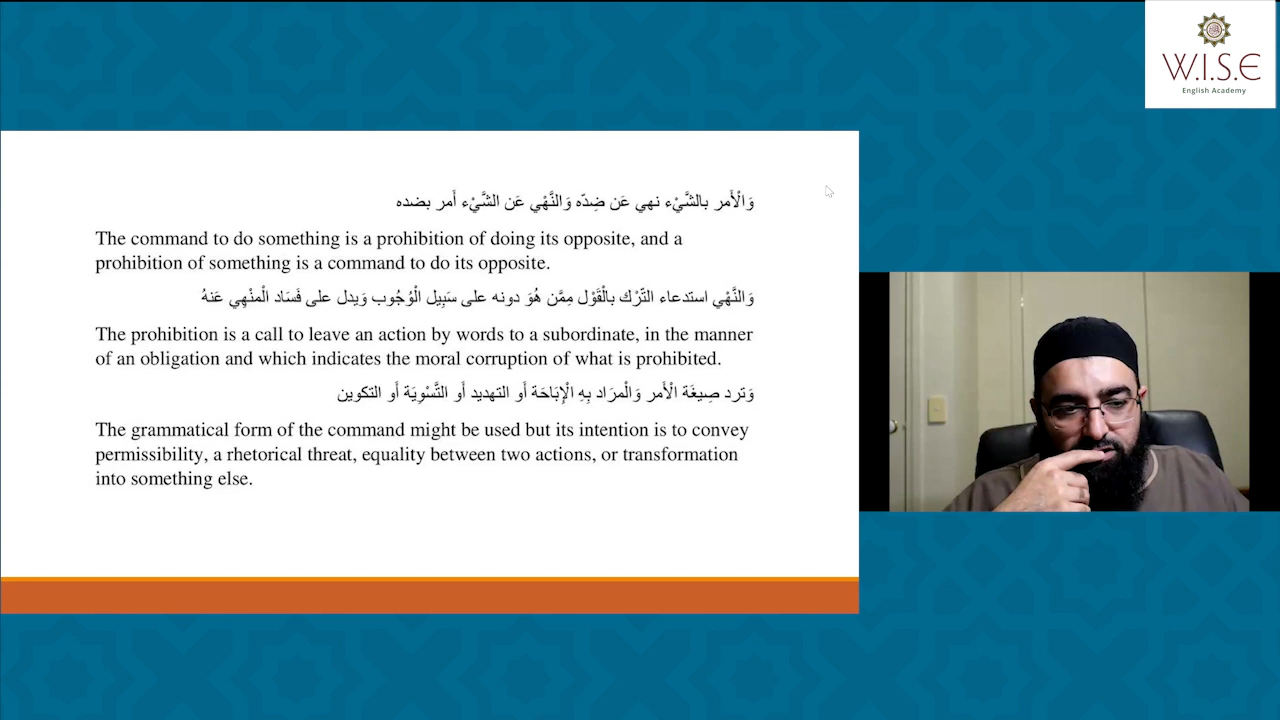 W.I.S.E
English Academy
وَالْأَمر بالشَّيْء نهي عَن ضِدّه وَالنَّهْي عَن الشَّيْء أَمر بضده
The command to do something is a prohibition of doing its opposite, and a
prohibition of something is a command to do its opposite.
وَالنَّهْي استدعاء التّرْك بالْقَوْل مِمَّن هُوَ دونه على سَبِيل الْوُجُوب وَيدل على فَسَاد الْمنْهِي عَنهُ
The prohibition is a call to leave an action by words to a subordinate, in the manner
of an obligation and which indicates the moral corruption of what is prohibited.
وَترد صِيغَة الْأَمر وَالْمرَاد بِهِ الْإِبَاحَة أَو التهديد أَو التَّسْوِيَة أَو التكوين
The grammatical form of the command might be used but its intention is to convey
permissibility, a rhetorical threat, equality between two actions, or transformation
into something else.